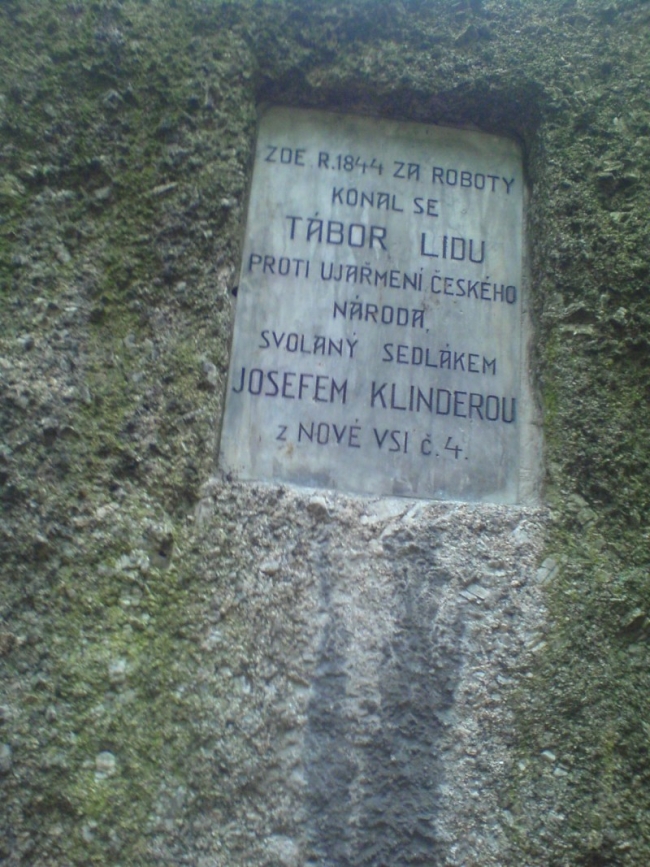 ZDE R.1844 ZA ROBOTY
KONAL SE
TÁBOR LIDU
PROTI UJAŘMENÍ ČESKÉHO
NÁRODA,
SVOLANÝ SEDLÁKEM
JOSEFEM KLINDEROU
z NOVÉ VSI č.4.